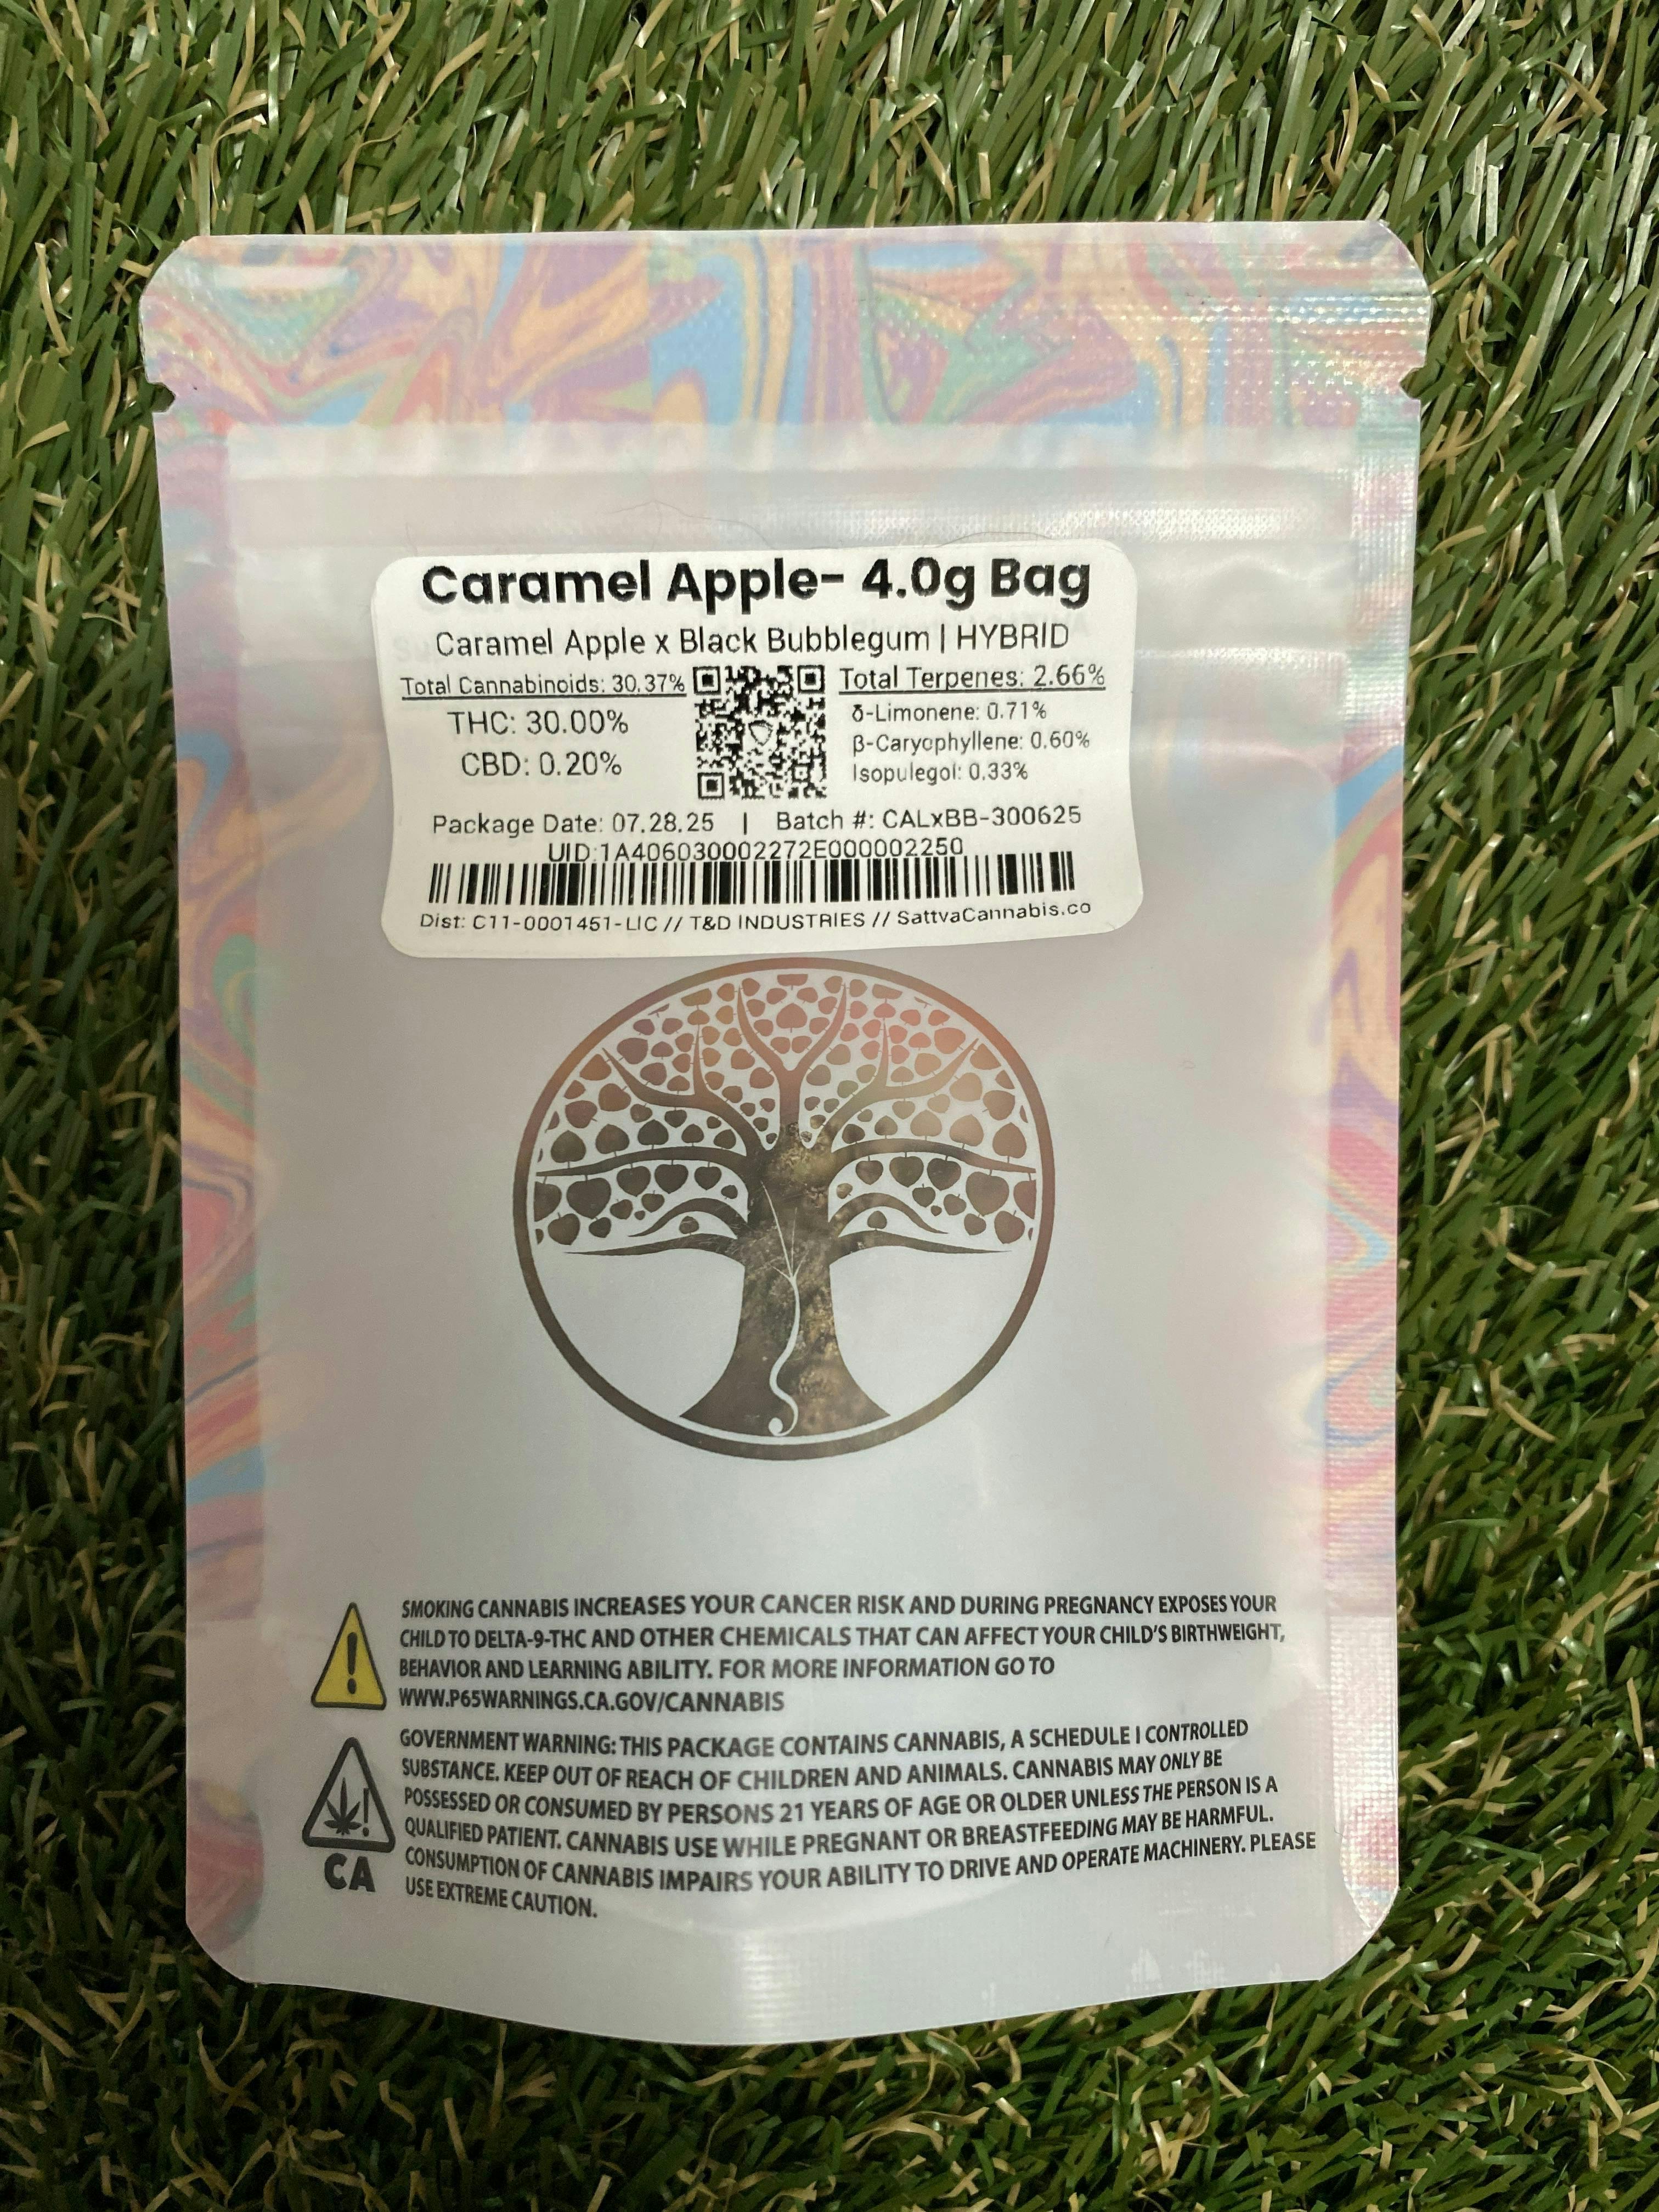 Caramel Apple- 4.0g Bag
Caramel Apple x Black Bubblegum | HYBRID
Total Cannabinoids: 30.37%
THC: 30.00%
CBD: 0.20%
Total Terpenes: 2.66%
δ-Limonene: 0.71%
β-Caryophyllene: 0.60%
Isopulegol: 0.33%
Package Date: 07.28.25 | Batch #: CALxBB-300625
UID:1A406030002272E000002250
Dist: C11-0001451-LIC // T&D INDUSTRIES // SattvaCannabis.co
SMOKING CANNABIS INCREASES YOUR CANCER RISK AND DURING PREGNANCY EXPOSES YOUR
CHILD TO DELTA-9-THC AND OTHER CHEMICALS THAT CAN AFFECT YOUR CHILD'S BIRTHWEIGHT,
BEHAVIOR AND LEARNING ABILITY. FOR MORE INFORMATION GO TO
WWW.P65WARNINGS.CA.GOV/CANNABIS
GOVERNMENT WARNING: THIS PACKAGE CONTAINS CANNABIS, A SCHEDULE I CONTROLLED
SUBSTANCE. KEEP OUT OF REACH OF CHILDREN AND ANIMALS. CANNABIS MAY ONLY BE
POSSESSED OR CONSUMED BY PERSONS 21 YEARS OF AGE OR OLDER UNLESS THE PERSON IS A
QUALIFIED PATIENT. CANNABIS USE WHILE PREGNANT OR BREASTFEEDING MAY BE HARMFUL.
CONSUMPTION OF CANNABIS IMPAIRS YOUR ABILITY TO DRIVE AND OPERATE MACHINERY. PLEASE
USE EXTREME CAUTION.
CA